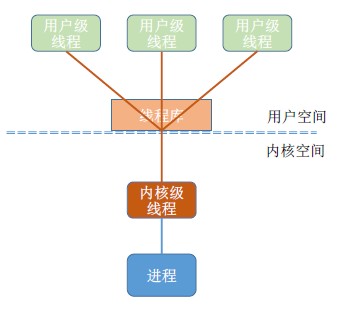 用户级 用户级 用户级
线程 线程 线程
线程库
用户空间
内核空间
内核级
线程
进程